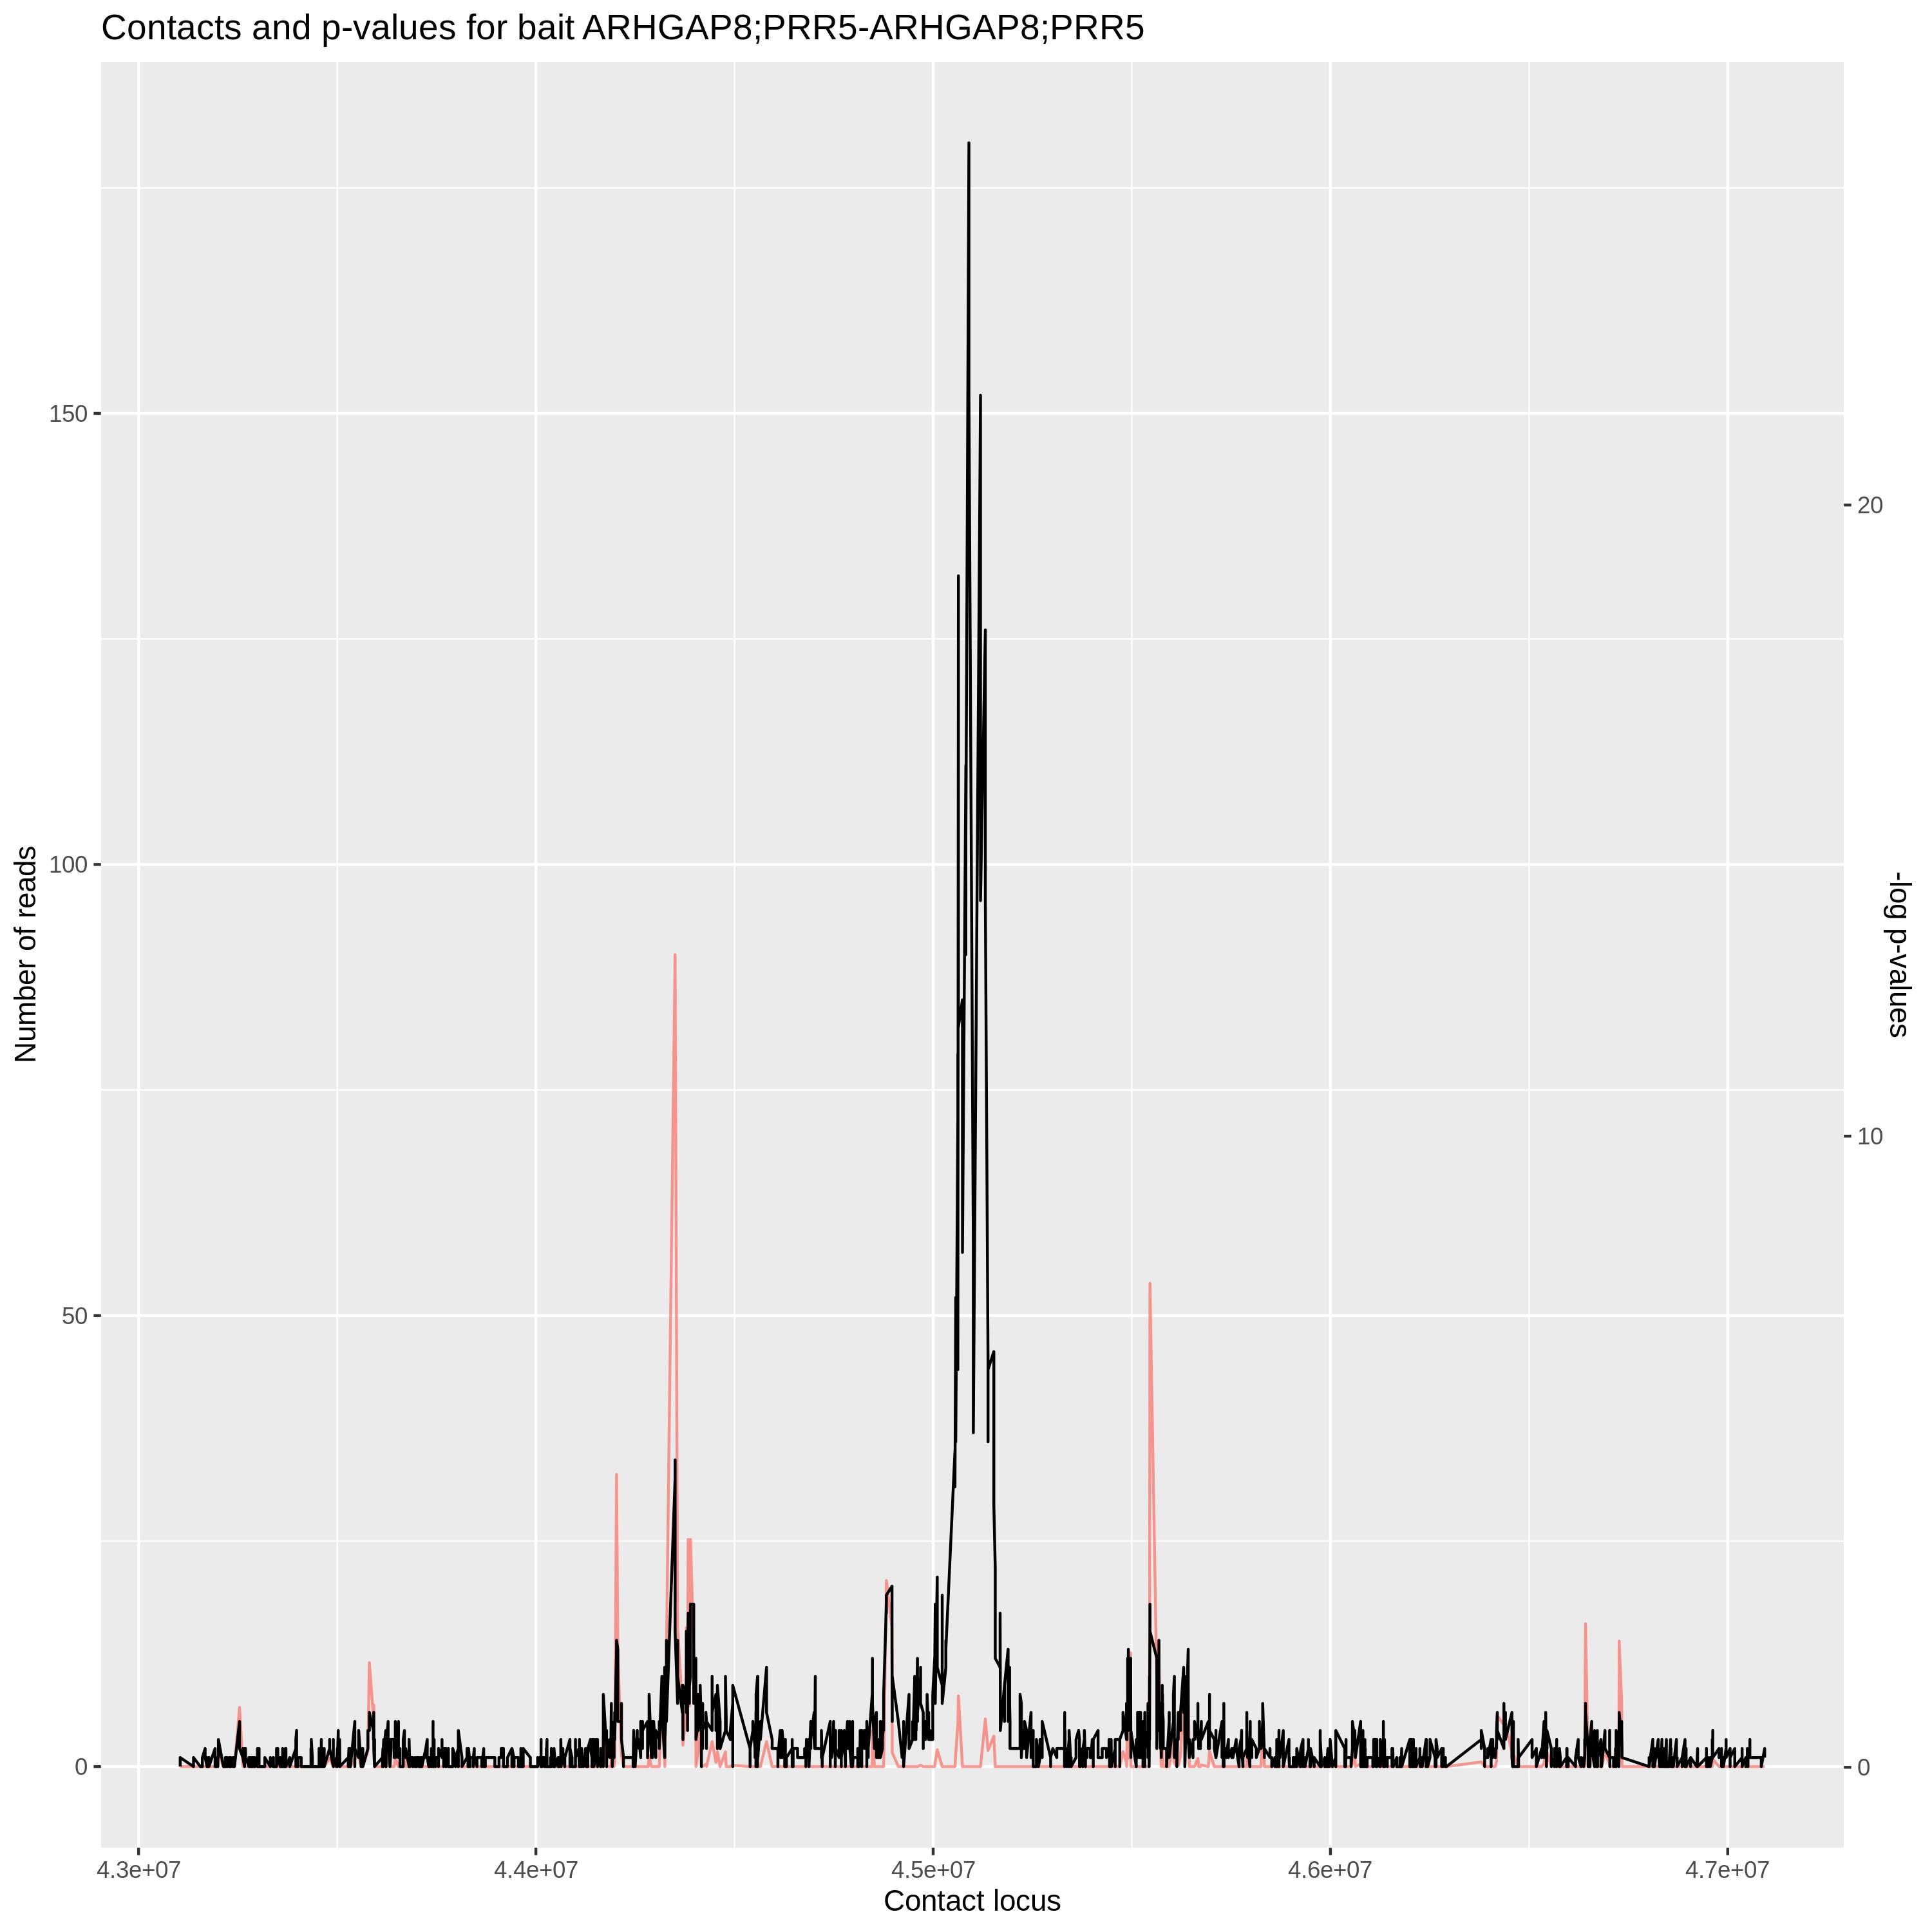 Contacts and p-values for bait ARHGAP8;PRR5-ARHGAP8;PRR5
150
100
50
0
Number of reads
20
10
0
-log p-values
4.3e+07
4.4e+07
4.5e+07
4.6e+07
4.7e+07
Contact locus